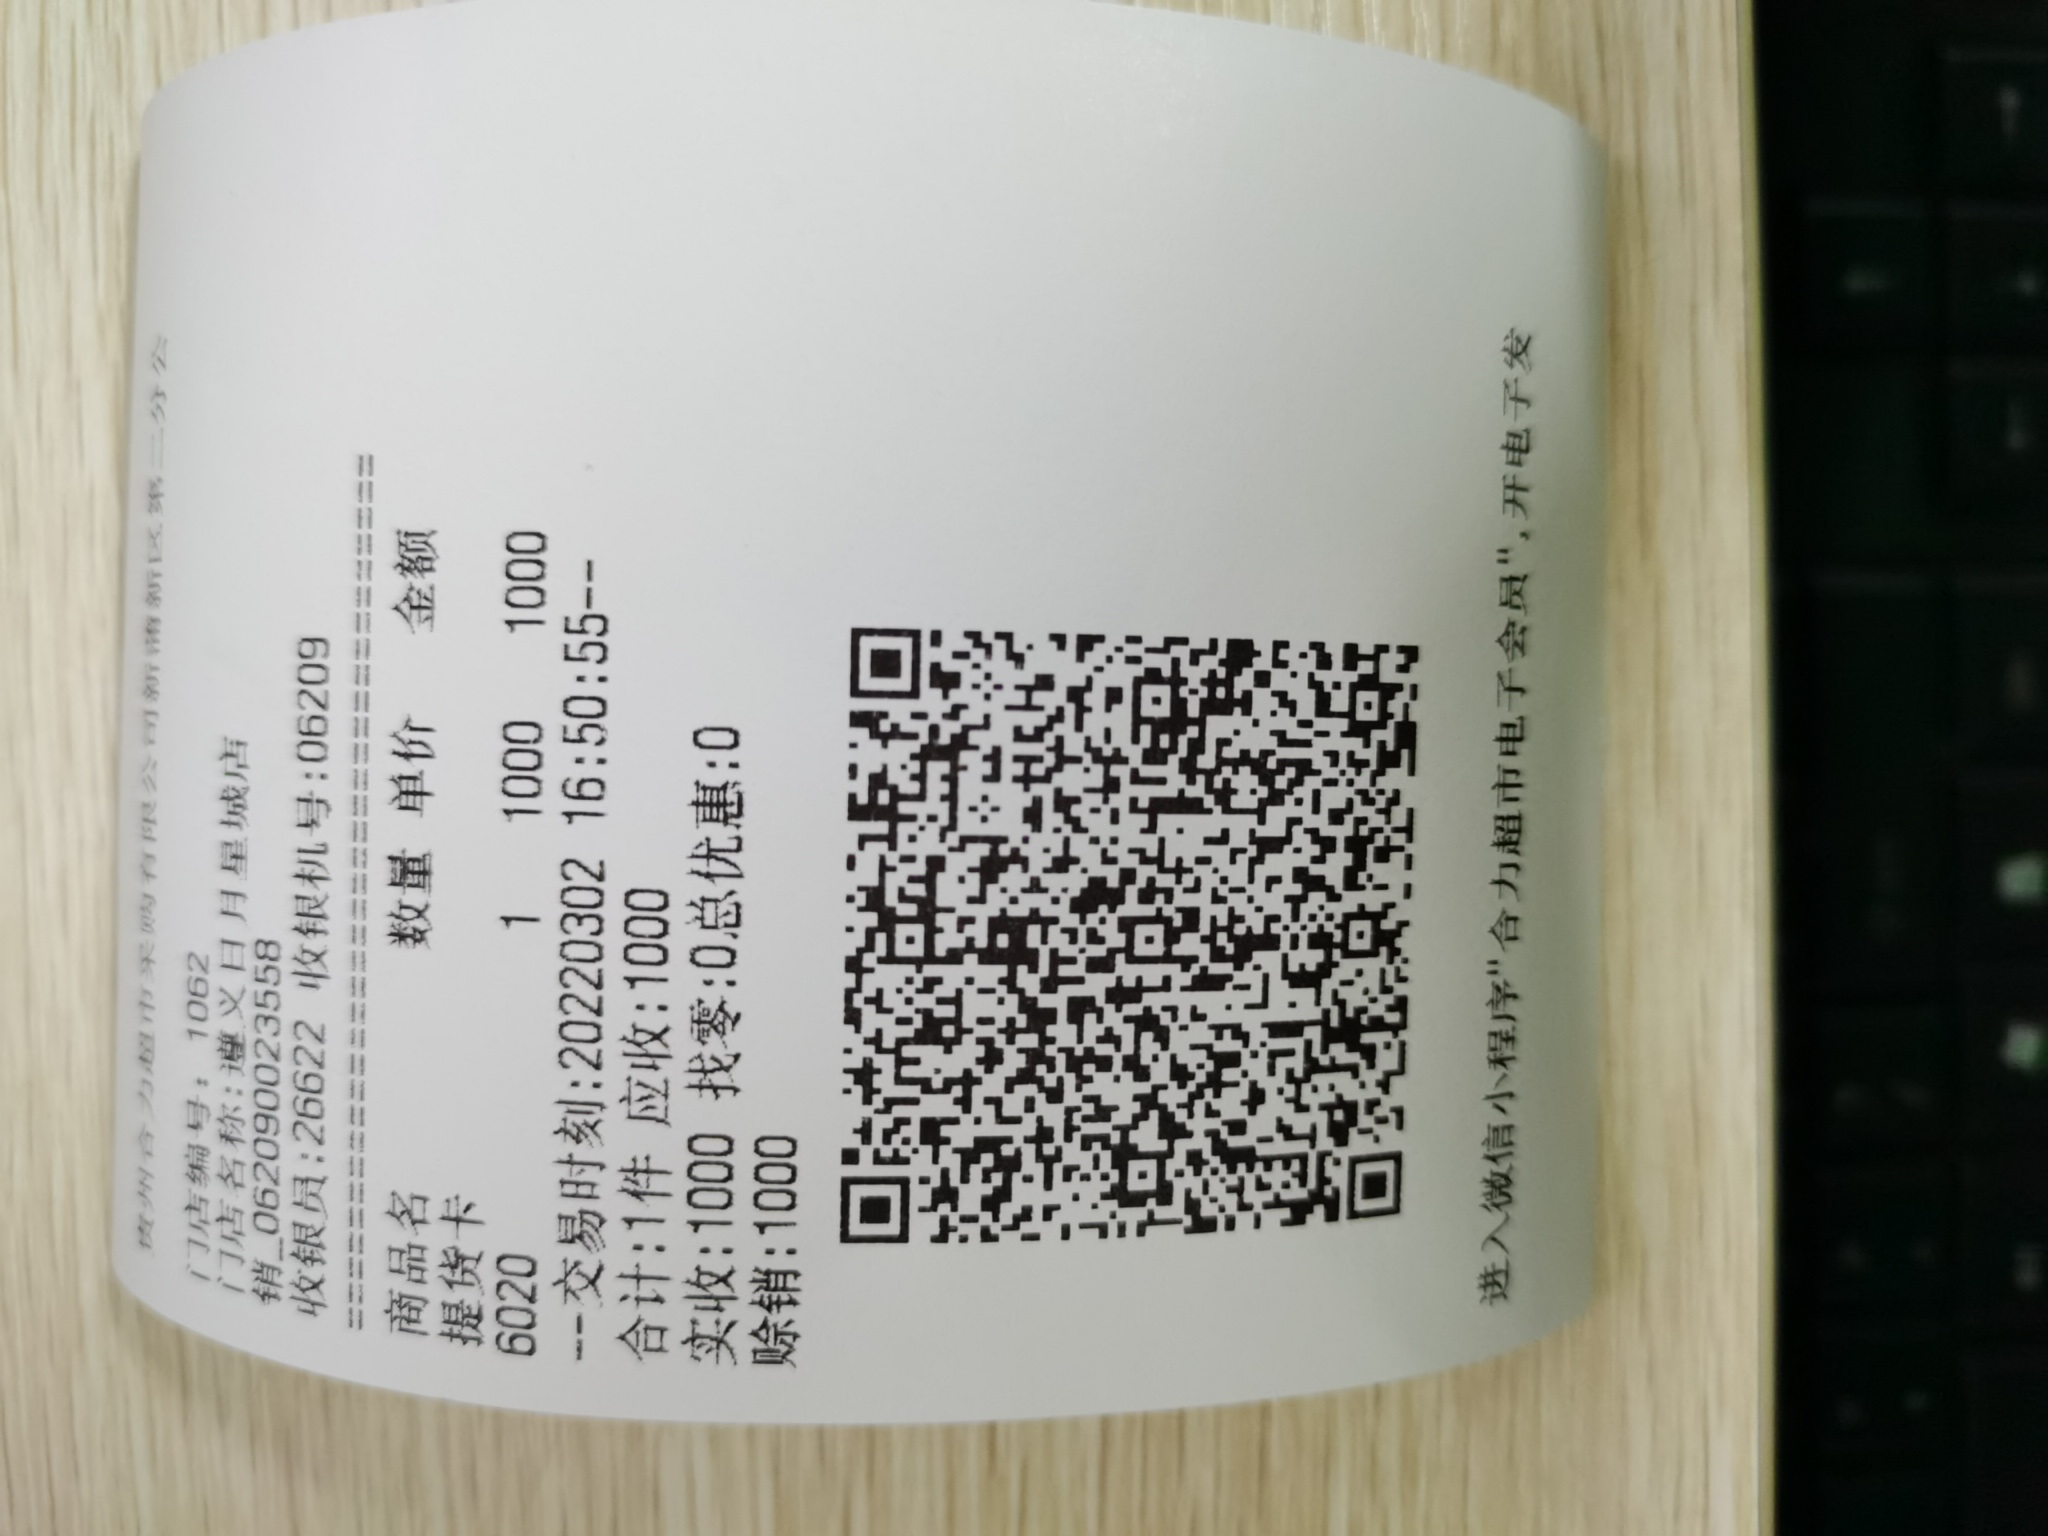 贵州合力超市采购有限公司新蒲新区第二分公
门店编号: 1062
门店名称:遵义日月星城店
销_0620900023558
收银员:26622 收银机号:06209
商品名 数量 单价 金额
提货卡
6020 1 1000 1000
---交易时刻:20220302 16:50:55---
合计:1件 应收:1000
实收:1000 找零:0总优惠:0
赊销:1000
进入微信小程序"合力超市电子会员",开电子发